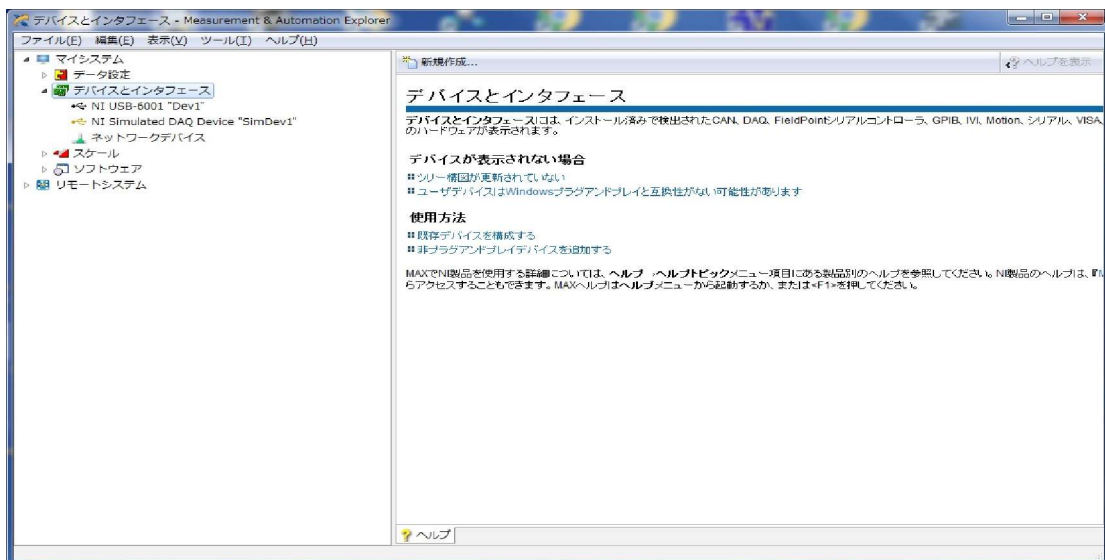 デバイスとインタフェース - Measurement & Automation Explorer
ファイル(F) 編集(E) 表示(V) ツール(T) ヘルプ(H)
マイシステム
データ設定
デバイスとインタフェース
NI USB-6001 "Dev1"
NI Simulated DAQ Device "SimDev1"
ネットワークデバイス
スケール
ソフトウェア
リモートシステム
新規作成...
ヘルプを表示
デバイスとインタフェース
デバイスとインタフェースには、インストール済みで検出されたCAN、DAQ、FieldPointシリアルコントローラ、GPIB、IVI、Motion、シリアル、VISA、
のハードウェアが表示されます。
デバイスが表示されない場合
ツリー構図が更新されていない
ユーザデバイスはWindowsプラグアンドプレイと互換性がない可能性があります
使用方法
既存デバイスを構成する
非プラグアンドプレイデバイスを追加する
MAXでNI製品を使用する詳細については、ヘルプ→ヘルプトピックメニュー項目にある製品別のヘルプを参照してください。NI製品のヘルプは、『M
らアクセスすることもできます。MAXヘルプはヘルプメニューから起動するか、または<F1>を押してください。
ヘルプ